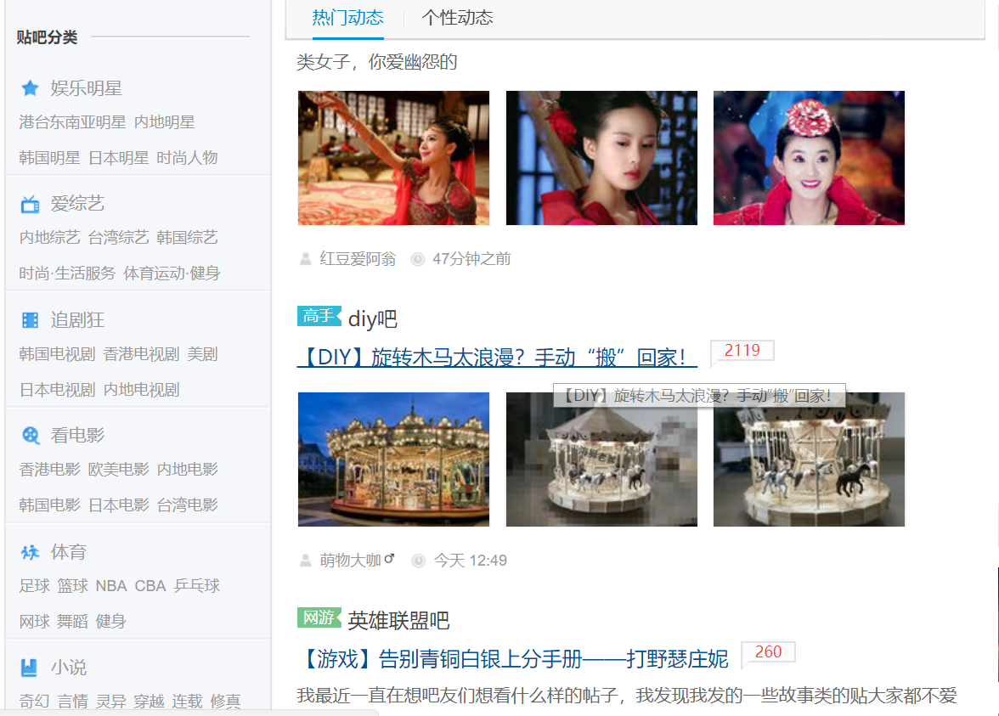 贴吧分类
娱乐明星
港台东南亚明星 内地明星
韩国明星 日本明星 时尚人物
爱综艺
内地综艺 台湾综艺 韩国综艺
时尚·生活服务 体育运动·健身
追剧狂
韩国电视剧 香港电视剧 美剧
日本电视剧 内地电视剧
看电影
香港电影 欧美电影 内地电影
韩国电影 日本电影 台湾电影
体育
足球 篮球 NBA CBA 乒乓球
网球 舞蹈 健身
小说
奇幻 言情 灵异 穿越 连载 修真
热门动态 个性动态
类女子，你爱幽怨的
红豆爱阿翁 47分钟之前
高手 diy吧
【DIY】旋转木马太浪漫？手动“搬”回家！ 2119
【DIY】旋转木马太浪漫？手动“搬”回家！
萌物大咖♂ 今天 12:49
网游 英雄联盟吧
【游戏】告别青铜白银上分手册——打野瑟庄妮 260
我最近一直在想吧友们想看什么样的帖子，我发现我发的一些故事类的贴大家都不爱